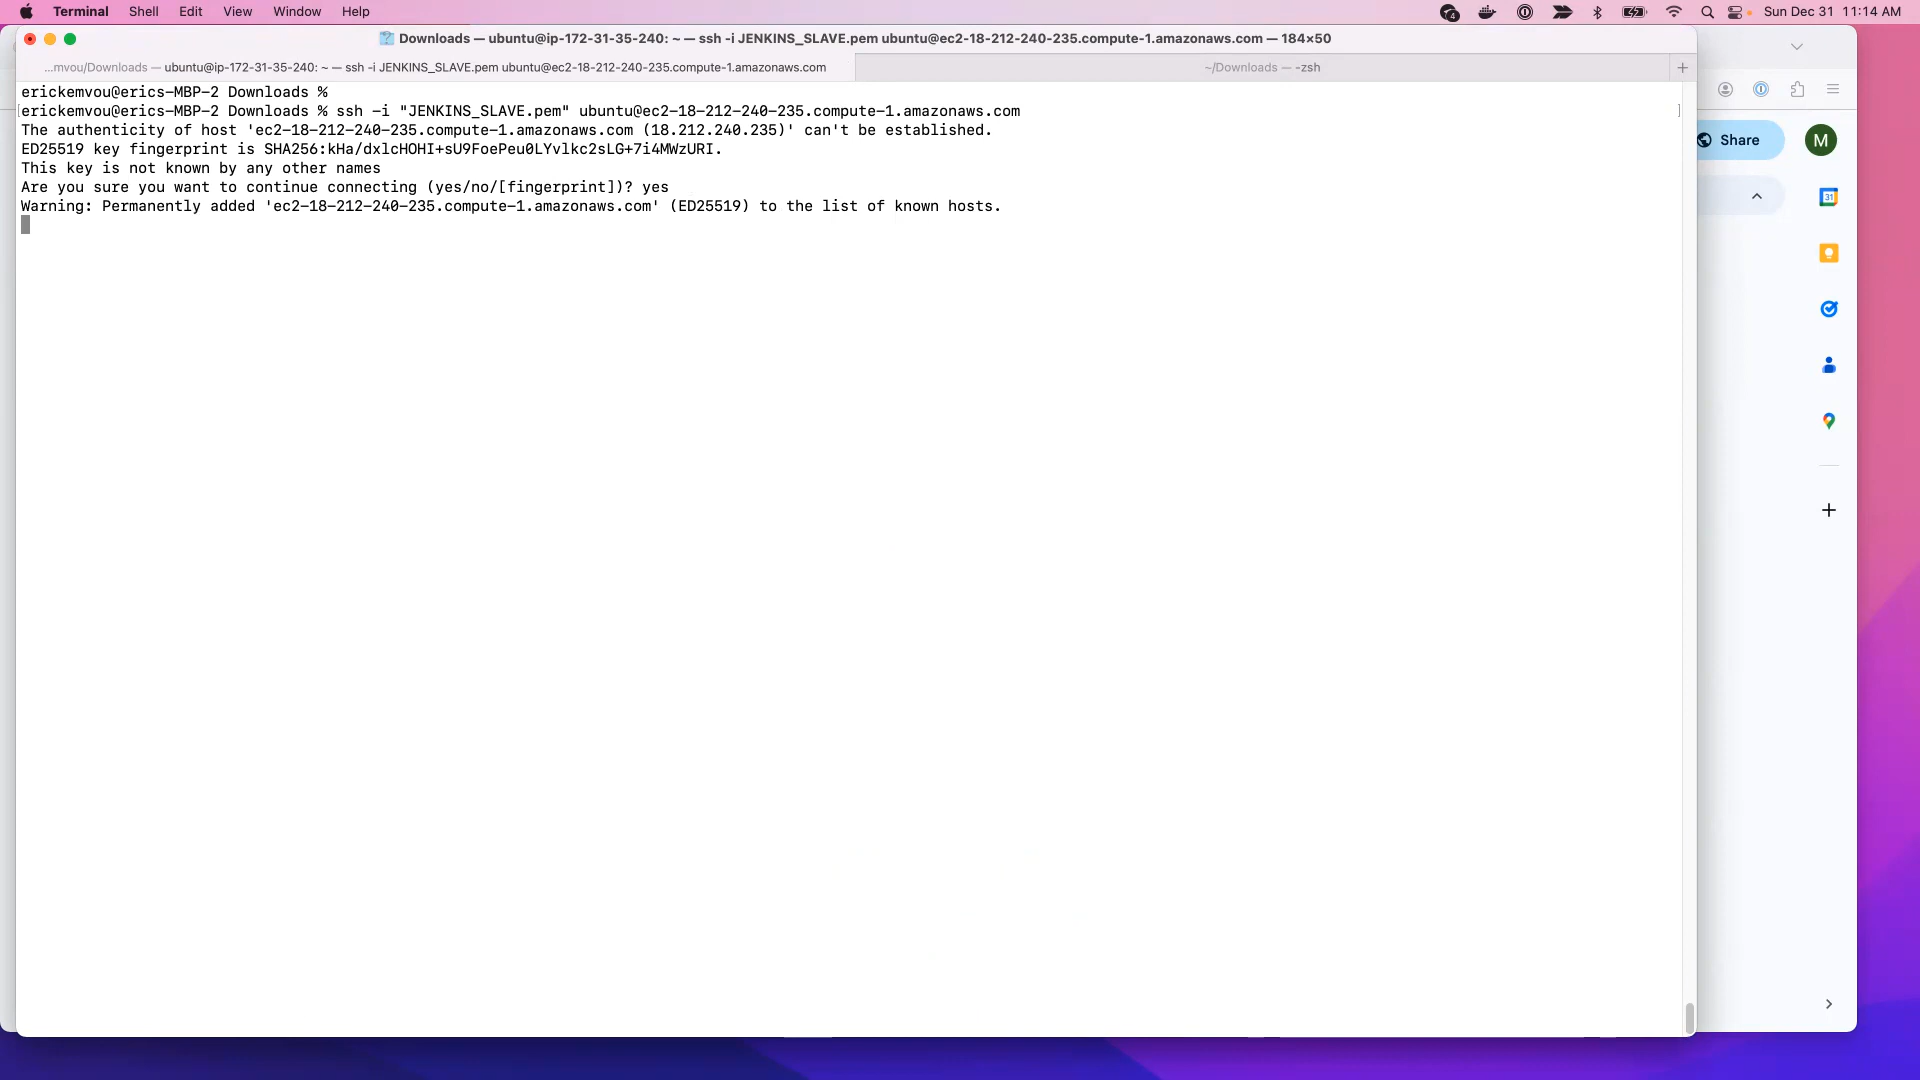 Terminal Shell Edit View Window Help
4
Sun Dec 31 11:14 AM
Downloads — ubuntu@ip-172-31-35-240: ~ — ssh -i JENKINS_SLAVE.pem ubuntu@ec2-18-212-240-235.compute-1.amazonaws.com — 184×50
...mvou/Downloads — ubuntu@ip-172-31-35-240: ~ — ssh -i JENKINS_SLAVE.pem ubuntu@ec2-18-212-240-235.compute-1.amazonaws.com
~/Downloads — -zsh
+
erickemvou@erics-MBP-2 Downloads %
erickemvou@erics-MBP-2 Downloads % ssh -i "JENKINS_SLAVE.pem" ubuntu@ec2-18-212-240-235.compute-1.amazonaws.com
The authenticity of host 'ec2-18-212-240-235.compute-1.amazonaws.com (18.212.240.235)' can't be established.
ED25519 key fingerprint is SHA256:kHa/dxlcHOHI+sU9FoePeu0LYvlkc2sLG+7i4MWzURI.
This key is not known by any other names
Are you sure you want to continue connecting (yes/no/[fingerprint])? yes
Warning: Permanently added 'ec2-18-212-240-235.compute-1.amazonaws.com' (ED25519) to the list of known hosts.
Share
M
31